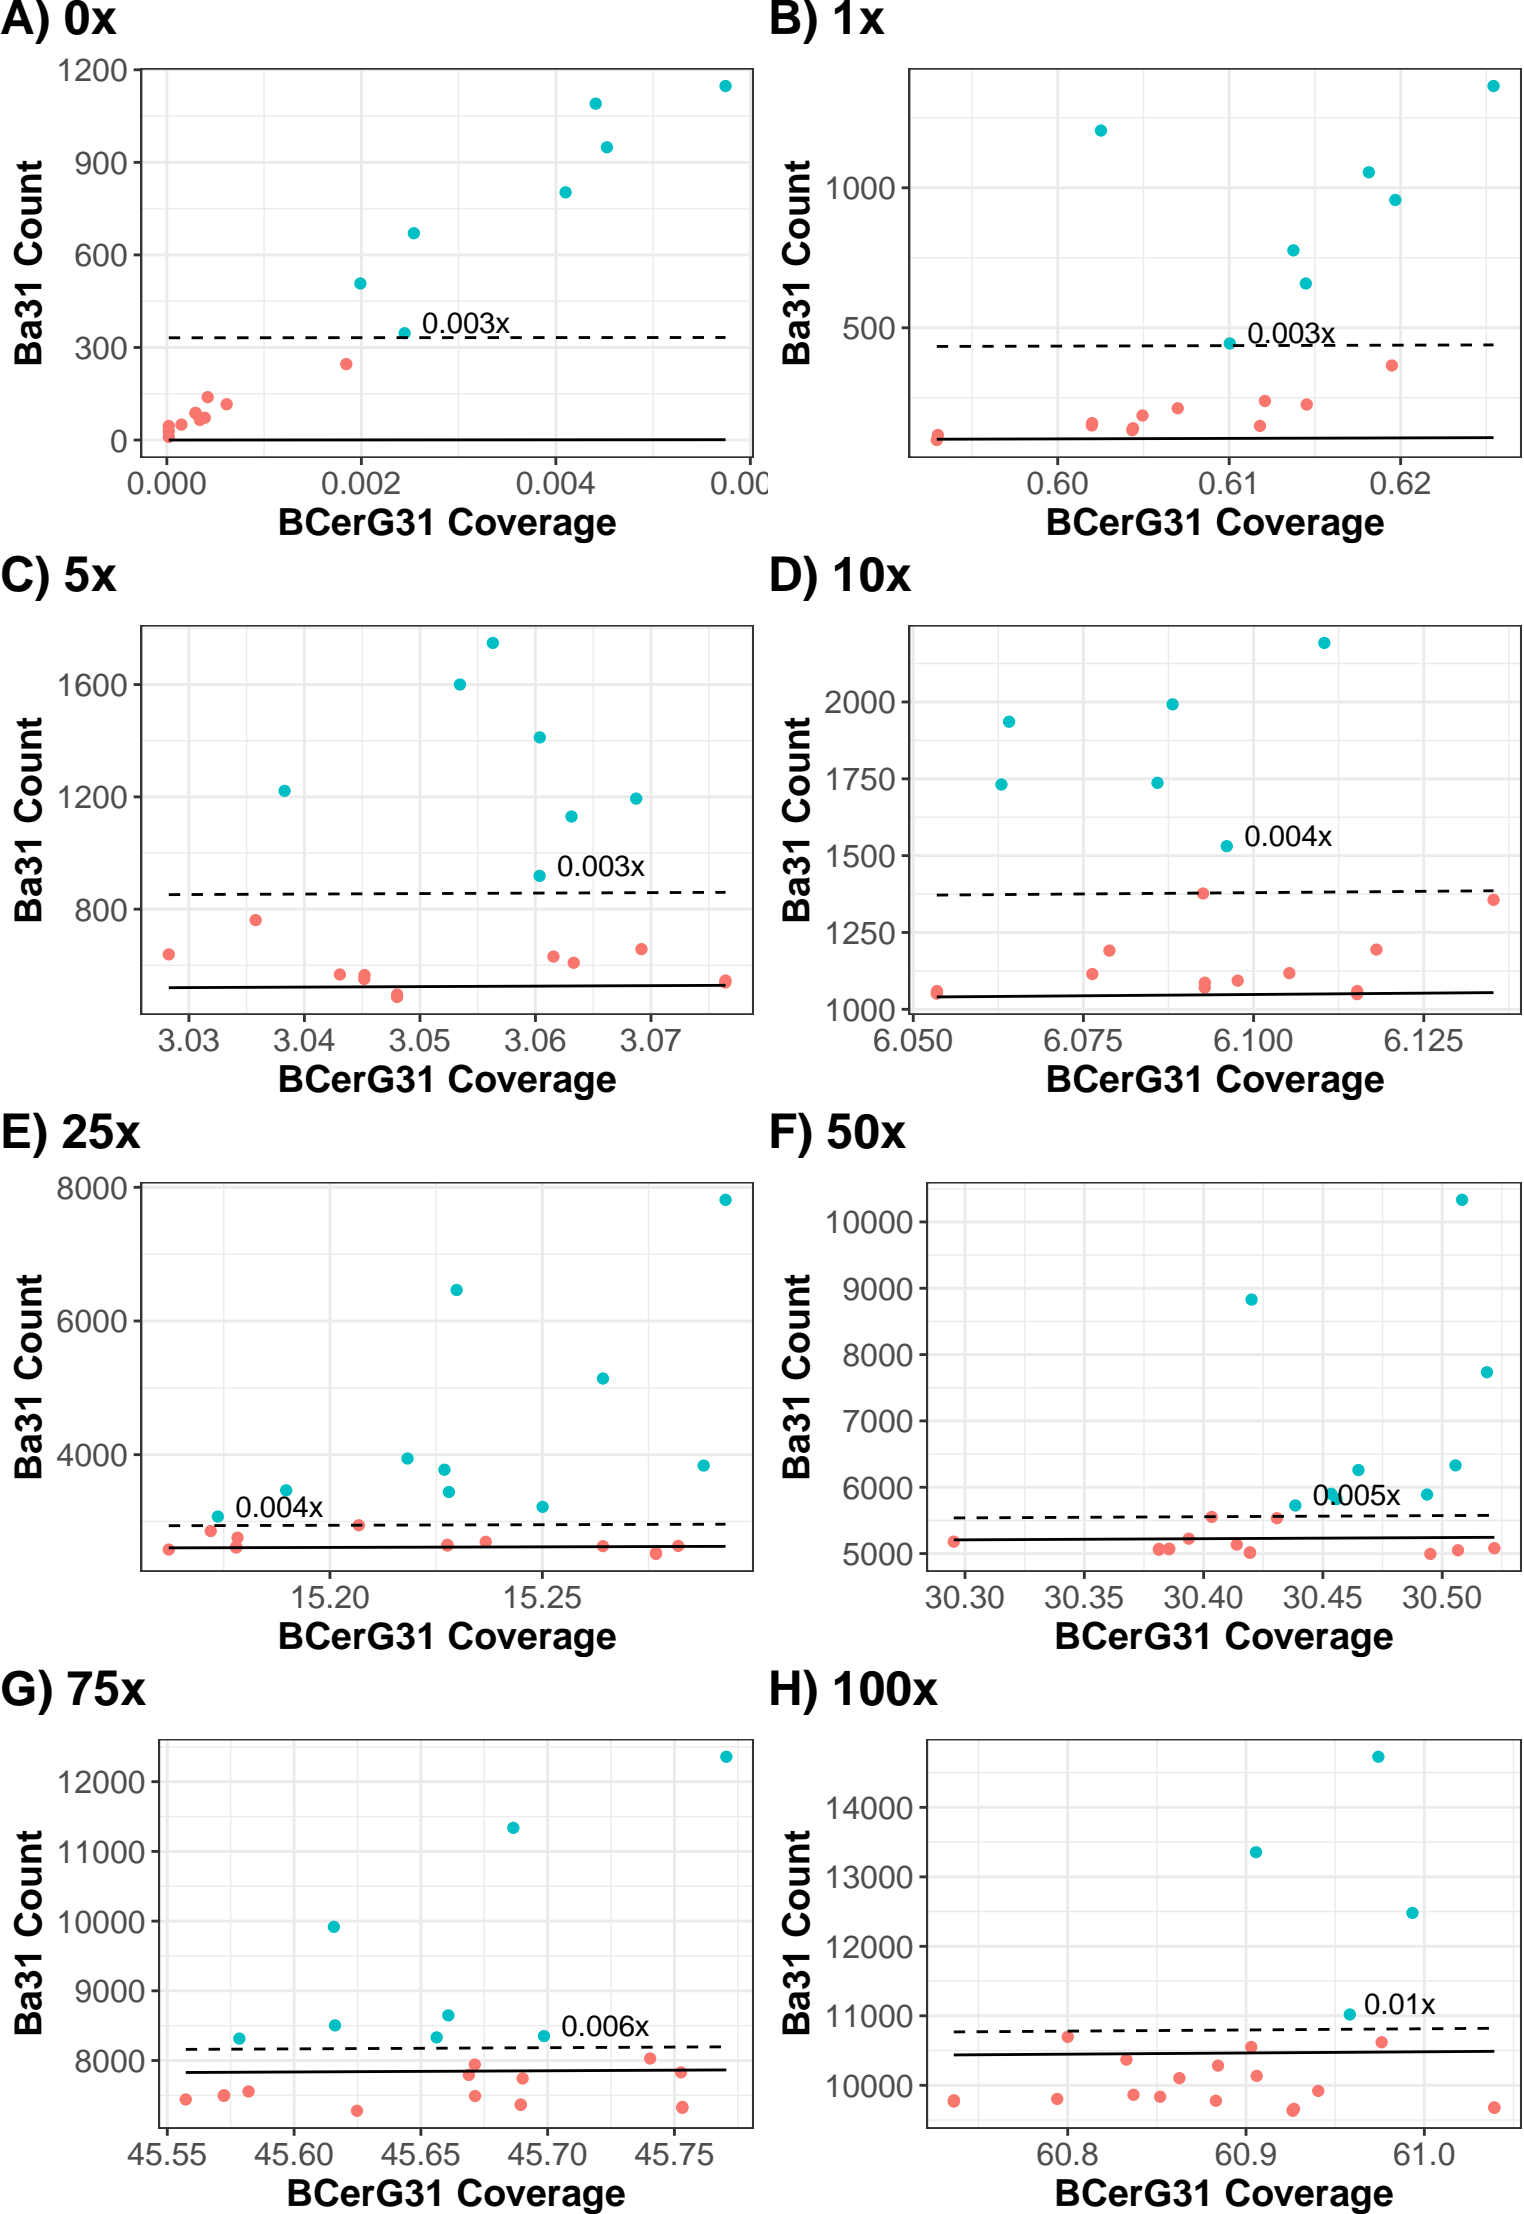 A) 0x
B) 1x
1200
900
600
300
0
Ba31 Count
0.003x
0.000
0.002
0.004
0.00
BCerG31 Coverage
1000
500
Ba31 Count
0.003x
0.60
0.61
0.62
BCerG31 Coverage
C) 5x
D) 10x
1600
1200
800
Ba31 Count
0.003x
3.03
3.04
3.05
3.06
3.07
BCerG31 Coverage
2000
1750
1500
1250
1000
Ba31 Count
0.004x
6.050
6.075
6.100
6.125
BCerG31 Coverage
E) 25x
F) 50x
8000
6000
4000
Ba31 Count
0.004x
15.20
15.25
BCerG31 Coverage
10000
9000
8000
7000
6000
5000
Ba31 Count
0.005x
30.30
30.35
30.40
30.45
30.50
BCerG31 Coverage
G) 75x
H) 100x
12000
11000
10000
9000
8000
Ba31 Count
0.006x
45.55
45.60
45.65
45.70
45.75
BCerG31 Coverage
14000
13000
12000
11000
10000
Ba31 Count
0.01x
60.8
60.9
61.0
BCerG31 Coverage